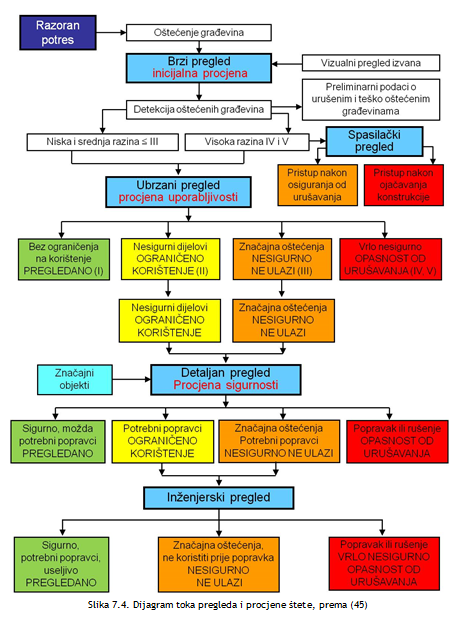 Razoran
potres
Oštećenje građevina
Brzi pregled
inicijalna procjena
Vizualni pregled izvana
Detekcija oštećenih građevina
Preliminarni podaci o
urušenim i teško oštećenim
građevinama
Niska i srednja razina ≤ III
Visoka razina IV i V
Spasilački
pregled
Pristup nakon
osiguranja od
urušavanja
Pristup nakon
ojačavanja
konstrukcije
Ubrzani pregled
procjena uporabljivosti
Bez ograničenja
na korištenje
PREGLEDANO (I)
Nesigurni dijelovi
OGRANIČENO
KORIŠTENJE (II)
Značajna oštećenja
NESIGURNO
NE ULAZI (III)
Vrlo nesigurno
OPASNOST OD
URUŠAVANJA (IV, V)
Nesigurni dijelovi
OGRANIČENO
KORIŠTENJE
Značajna oštećenja
NESIGURNO
NE ULAZI
Značajni
objekti
Detaljan pregled
Procjena sigurnosti
Sigurno, možda
potrebni popravci
PREGLEDANO
Potrebni popravci
OGRANIČENO
KORIŠTENJE
Značajna oštećenja
Potrebni popravci
NESIGURNO NE ULAZI
Popravak ili rušenje
OPASNOST OD
URUŠAVANJA
Inženjerski pregled
Sigurno,
potrebni popravci,
useljivo
PREGLEDANO
Značajna oštećenja,
ne koristiti prije popravka
NESIGURNO
NE ULAZI
Popravak ili rušenje
VRLO NESIGURNO
OPASNOST OD
URUŠAVANJA
Slika 7.4. Dijagram toka pregleda i procjene štete, prema (45)